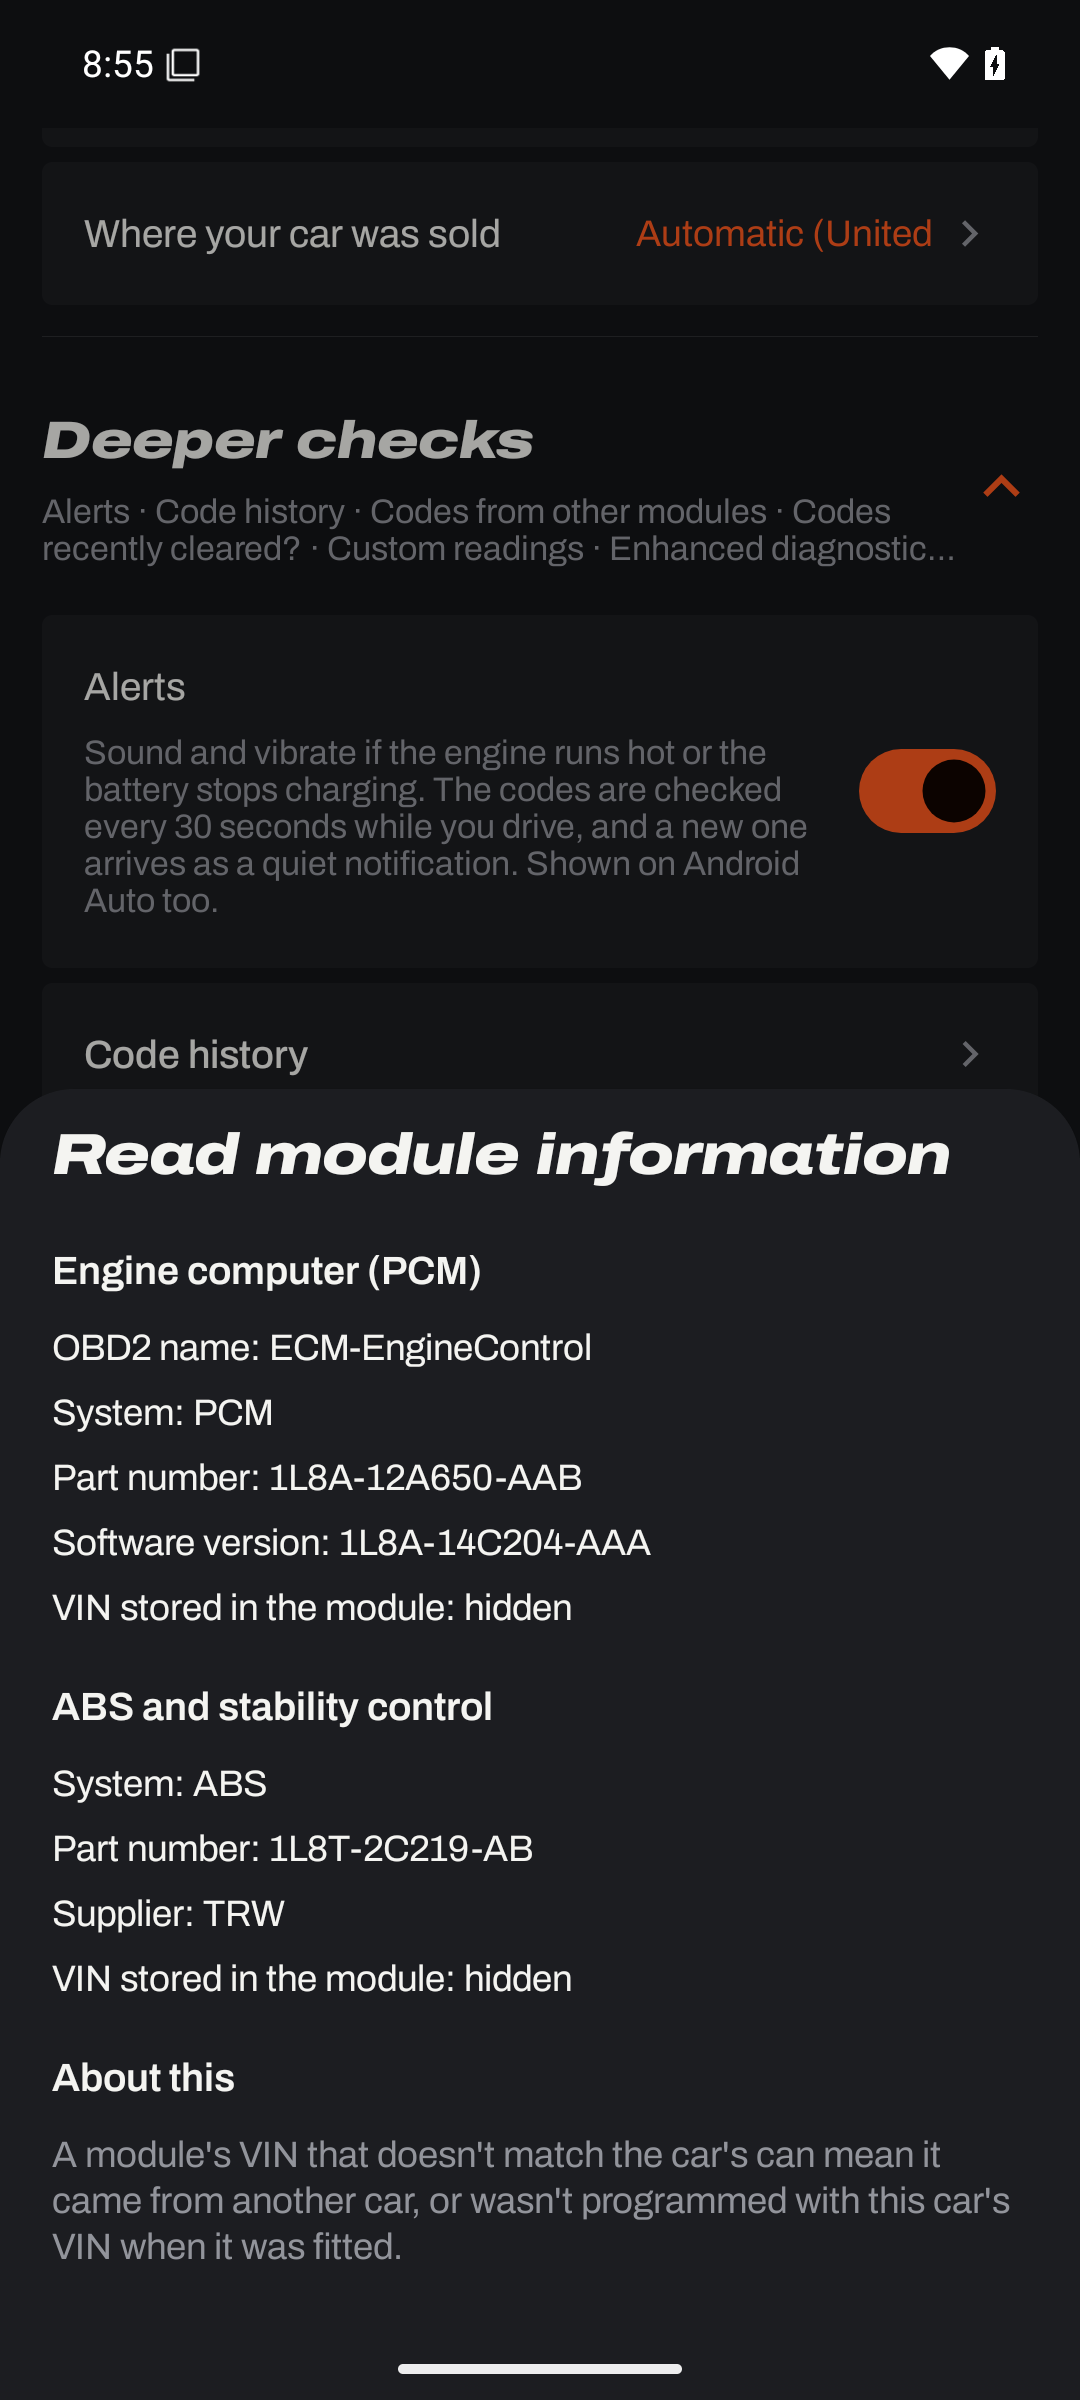 8:55
Where your car was sold
Automatic (United
Deeper checks
Alerts · Code history · Codes from other modules · Codes
recently cleared? · Custom readings · Enhanced diagnostic...
Alerts
Sound and vibrate if the engine runs hot or the
battery stops charging. The codes are checked
every 30 seconds while you drive, and a new one
arrives as a quiet notification. Shown on Android
Auto too.
Code history
Read module information
Engine computer (PCM)
OBD2 name: ECM-EngineControl
System: PCM
Part number: 1L8A-12A650-AAB
Software version: 1L8A-14C204-AAA
VIN stored in the module: hidden
ABS and stability control
System: ABS
Part number: 1L8T-2C219-AB
Supplier: TRW
VIN stored in the module: hidden
About this
A module's VIN that doesn't match the car's can mean it
came from another car, or wasn't programmed with this car's
VIN when it was fitted.